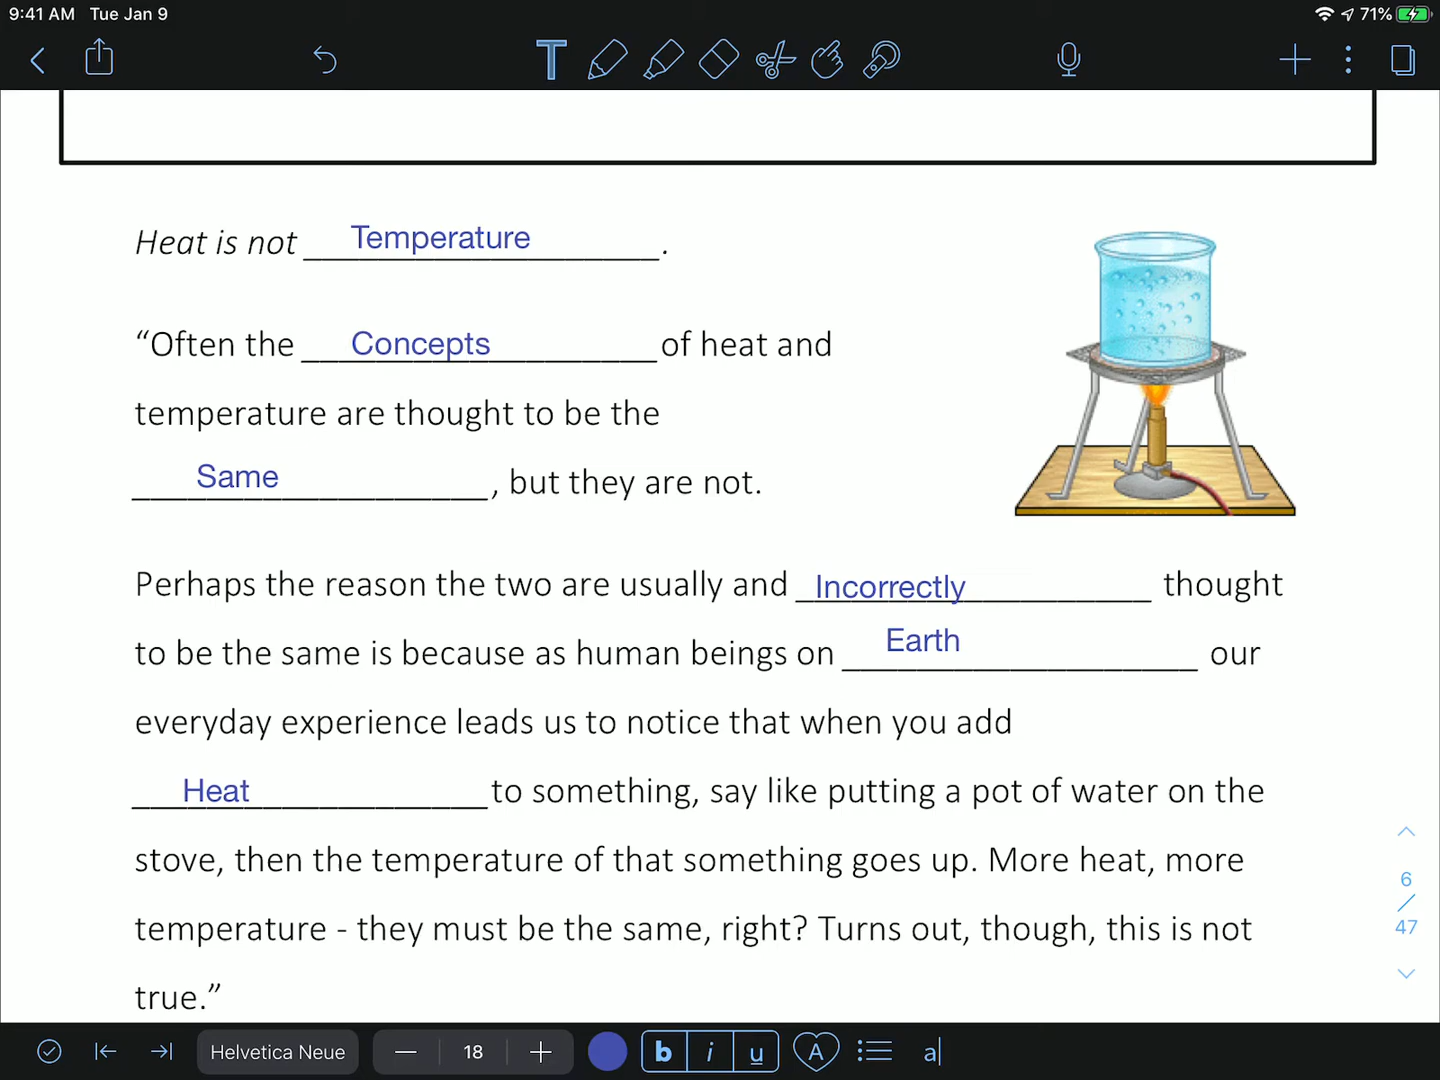 9:41 AM Tue Jan 9 71%
T
Heat is not Temperature.
“Often the Concepts of heat and
temperature are thought to be the
Same, but they are not.
Perhaps the reason the two are usually and Incorrectly thought
to be the same is because as human beings on Earth our
everyday experience leads us to notice that when you add
Heat to something, say like putting a pot of water on the
stove, then the temperature of that something goes up. More heat, more
temperature - they must be the same, right? Turns out, though, this is not
true.”
6
/
47
Helvetica Neue — 18 + b i u A a|